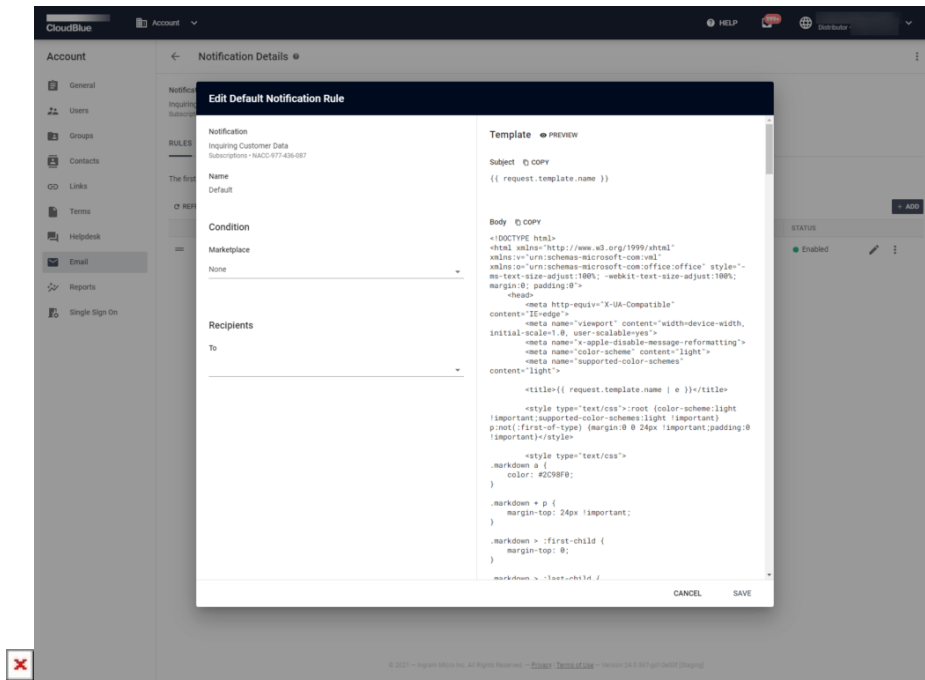 CloudBlue
Account
HELP
Distributor
Account
Notification Details
General
Users
Groups
Contacts
Links
Terms
Helpdesk
Email
Reports
Single Sign On
RULES
The first
+ ADD
STATUS
Enabled
Edit Default Notification Rule
Notification
Inquiring Customer Data
Subscriptions • NACC-977-436-087
Name
Default
Condition
Marketplace
None
Recipients
To
Template PREVIEW
Subject COPY
{{ request.template.name }}
Body COPY
<!DOCTYPE html>
<html xmlns="http://www.w3.org/1999/xhtml"
xmlns:v="urn:schemas-microsoft-com:vml"
xmlns:o="urn:schemas-microsoft-com:office:office" style="-
ms-text-size-adjust:100%; -webkit-text-size-adjust:100%;
margin:0; padding:0">
<head>
<meta http-equiv="X-UA-Compatible"
content="IE=edge">
<meta name="viewport" content="width=device-width,
initial-scale=1.0, user-scalable=yes">
<meta name="x-apple-disable-message-reformatting">
<meta name="color-scheme" content="light">
<meta name="supported-color-schemes"
content="light">
<title>{{ request.template.name | e }}</title>
<style type="text/css">:root {color-scheme:light
!important;supported-color-schemes:light !important}
p:not(:first-of-type) {margin:0 0 24px !important;padding:0
!important}</style>
<style type="text/css">
.markdown a {
color: #2C98F0;
}
.markdown + p {
margin-top: 24px !important;
}
.markdown > :first-child {
margin-top: 0;
}
.markdown > :last-child {
CANCEL SAVE